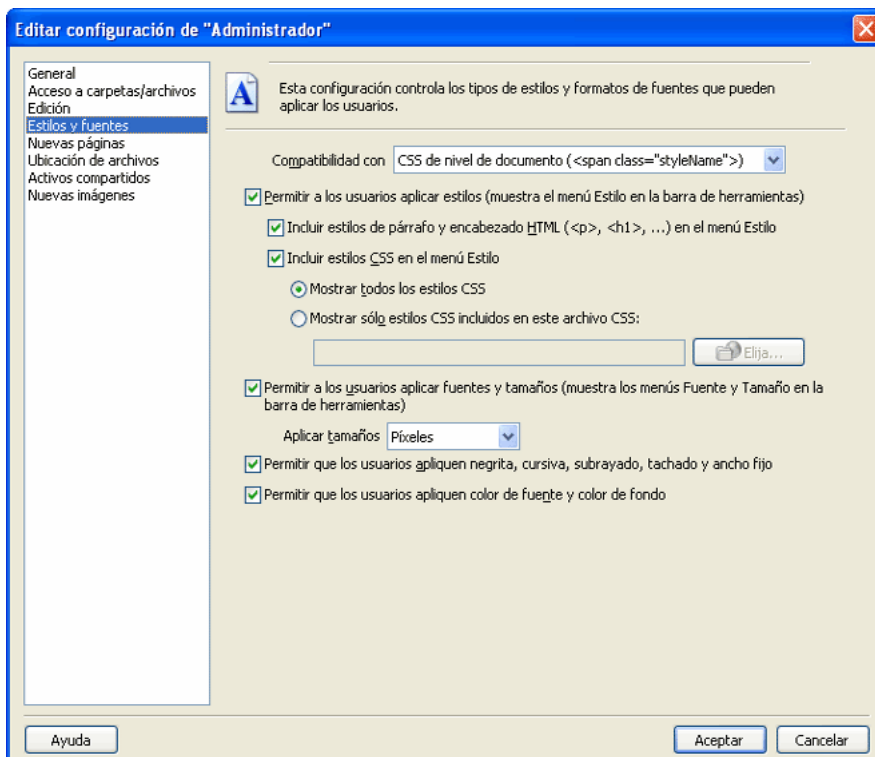 Editar configuración de "Administrador"
General
Acceso a carpetas/archivos
Edición
Estilos y fuentes
Nuevas páginas
Ubicación de archivos
Activos compartidos
Nuevas imágenes
Esta configuración controla los tipos de estilos y formatos de fuentes que pueden
aplicar los usuarios.
Compatibilidad con CSS de nivel de documento (<span class="styleName">)
Permitir a los usuarios aplicar estilos (muestra el menú Estilo en la barra de herramientas)
Incluir estilos de párrafo y encabezado HTML (<p>, <h1>, ...) en el menú Estilo
Incluir estilos CSS en el menú Estilo
Mostrar todos los estilos CSS
Mostrar sólo estilos CSS incluidos en este archivo CSS:
Elija...
Permitir a los usuarios aplicar fuentes y tamaños (muestra los menús Fuente y Tamaño en la
barra de herramientas)
Aplicar tamaños Píxeles
Permitir que los usuarios apliquen negrita, cursiva, subrayado, tachado y ancho fijo
Permitir que los usuarios apliquen color de fuente y color de fondo
Ayuda Aceptar Cancelar